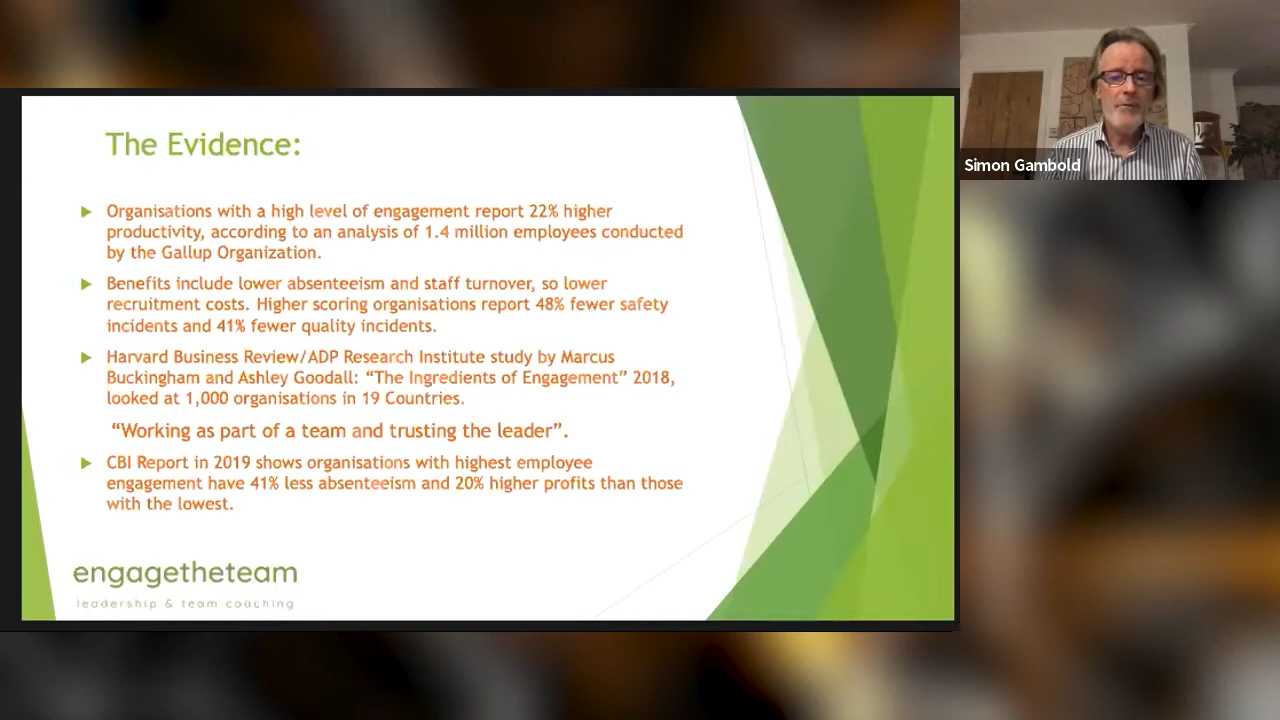 The Evidence:
Organisations with a high level of engagement report 22% higher
productivity, according to an analysis of 1.4 million employees conducted
by the Gallup Organization.
Benefits include lower absenteeism and staff turnover, so lower
recruitment costs. Higher scoring organisations report 48% fewer safety
incidents and 41% fewer quality incidents.
Harvard Business Review/ADP Research Institute study by Marcus
Buckingham and Ashley Goodall: “The Ingredients of Engagement” 2018,
looked at 1,000 organisations in 19 Countries.
“Working as part of a team and trusting the leader”.
CBI Report in 2019 shows organisations with highest employee
engagement have 41% less absenteeism and 20% higher profits than those
with the lowest.
engagetheteam
leadership & team coaching
Simon Gambold